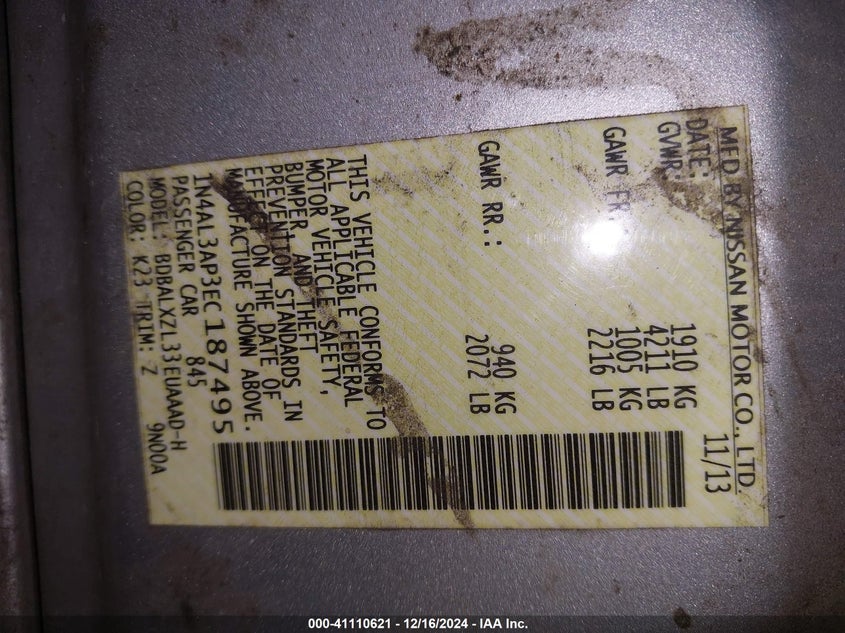 MFD BY NISSAN MOTOR CO., LTD.
DATE: 11/13
GVWR: 1910 KG
4211 LB
GAWR FR. 1005 KG
2216 LB
GAWR RR.: 940 KG
2072 LB
THIS VEHICLE CONFORMS TO
ALL APPLICABLE FEDERAL
MOTOR VEHICLE SAFETY,
BUMPER AND THEFT
PREVENTION STANDARDS IN
EFFECT ON THE DATE OF
MANUFACTURE SHOWN ABOVE.
1N4AL3AP3EC187495
PASSENGER CAR 845
MODEL: BDBALXZL33EUAAAD-H
COLOR: K23 TRIM: Z 9N00A
000-41110621 - 12/16/2024 - IAA Inc.